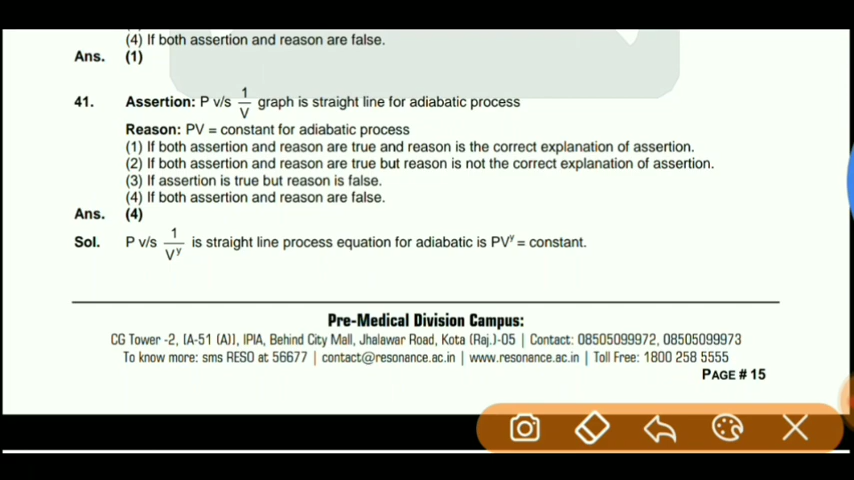 (4) If both assertion and reason are false.
Ans. (1)
41. Assertion: P v/s 1/V graph is straight line for adiabatic process
Reason: PV = constant for adiabatic process
(1) If both assertion and reason are true and reason is the correct explanation of assertion.
(2) If both assertion and reason are true but reason is not the correct explanation of assertion.
(3) If assertion is true but reason is false.
(4) If both assertion and reason are false.
Ans. (4)
Sol. P v/s 1/Vʸ is straight line process equation for adiabatic is PVʸ = constant.
Pre-Medical Division Campus:
CG Tower -2, [A-51 (A)], IPIA, Behind City Mall, Jhalawar Road, Kota (Raj.)-05 | Contact: 08505099972, 08505099973
To know more: sms RESO at 56677 | contact@resonance.ac.in | www.resonance.ac.in | Toll Free: 1800 258 5555
PAGE # 15